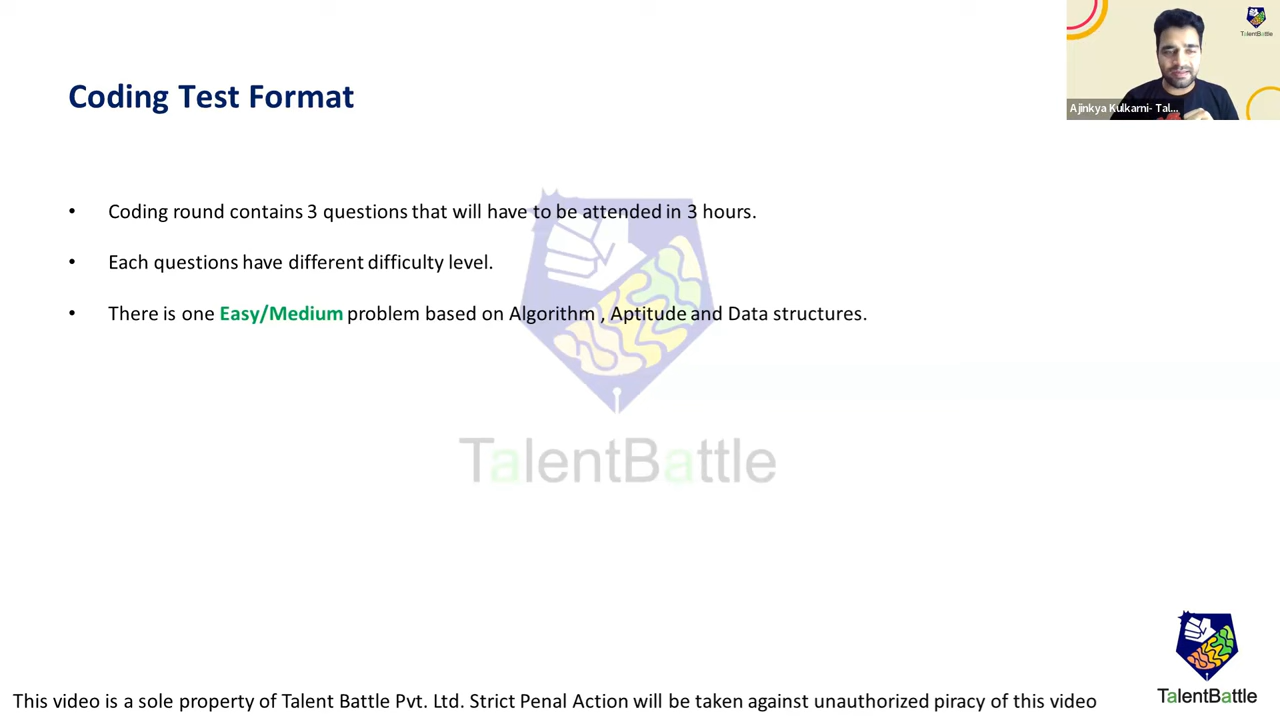 TalentBattle
Ajinkya Kulkarni- Tal...
Coding Test Format
• Coding round contains 3 questions that will have to be attended in 3 hours.
• Each questions have different difficulty level.
• There is one Easy/Medium problem based on Algorithm , Aptitude and Data structures.
TalentBattle
TalentBattle
This video is a sole property of Talent Battle Pvt. Ltd. Strict Penal Action will be taken against unauthorized piracy of this video